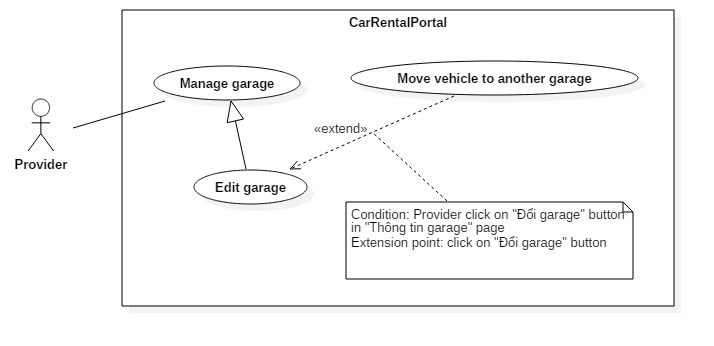 CarRentalPortal
Manage garage
Move vehicle to another garage
Provider
«extend»
Edit garage
Condition: Provider click on "Đổi garage" button
in "Thông tin garage" page
Extension point: click on "Đổi garage" button